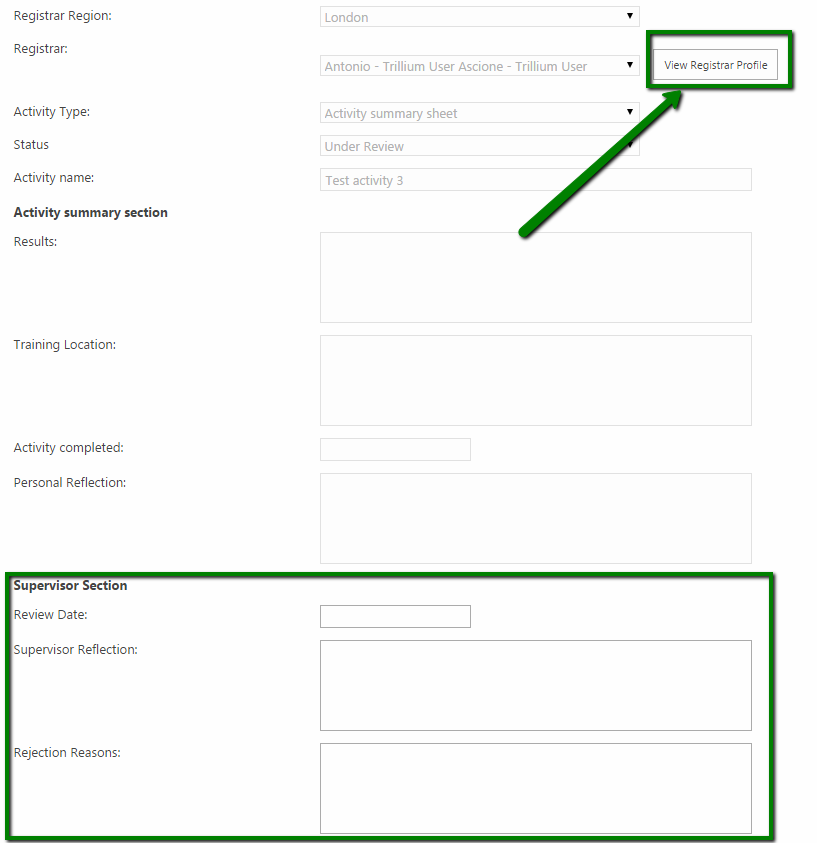 Registrar Region: London
Registrar:
Antonio - Trillium User Ascione - Trillium User View Registrar Profile
Activity Type: Activity summary sheet
Status Under Review
Activity name: Test activity 3
Activity summary section
Results:
Training Location:
Activity completed:
Personal Reflection:
Supervisor Section
Review Date:
Supervisor Reflection:
Rejection Reasons: